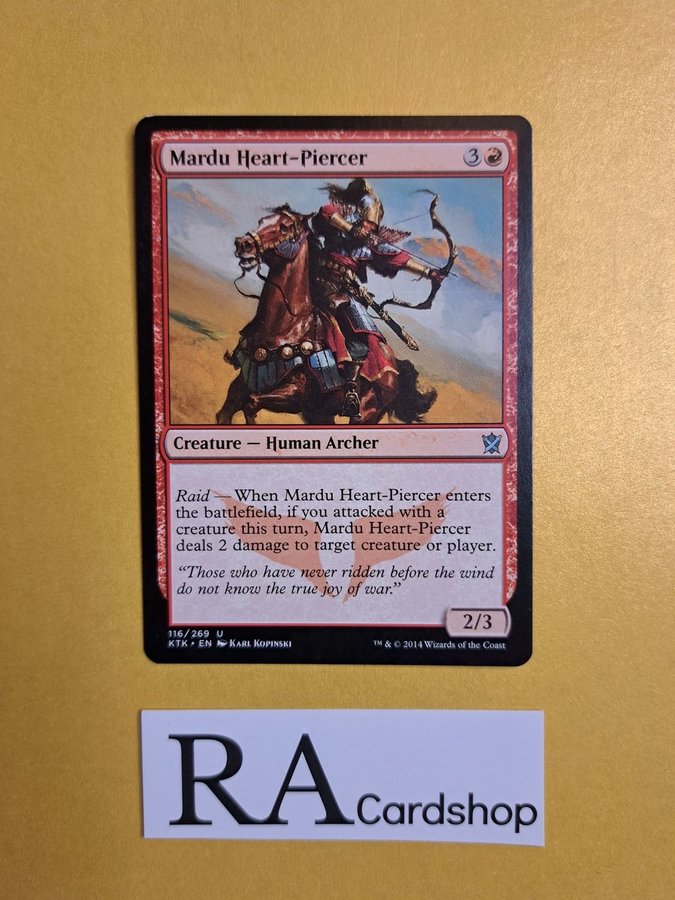 Mardu Heart-Piercer 3
Creature — Human Archer
Raid — When Mardu Heart-Piercer enters
the battlefield, if you attacked with a
creature this turn, Mardu Heart-Piercer
deals 2 damage to target creature or player.
“Those who have never ridden before the wind
do not know the true joy of war.”
2/3
116/269 U
KTK • EN Karl Kopinski
™ & © 2014 Wizards of the Coast
RA Cardshop